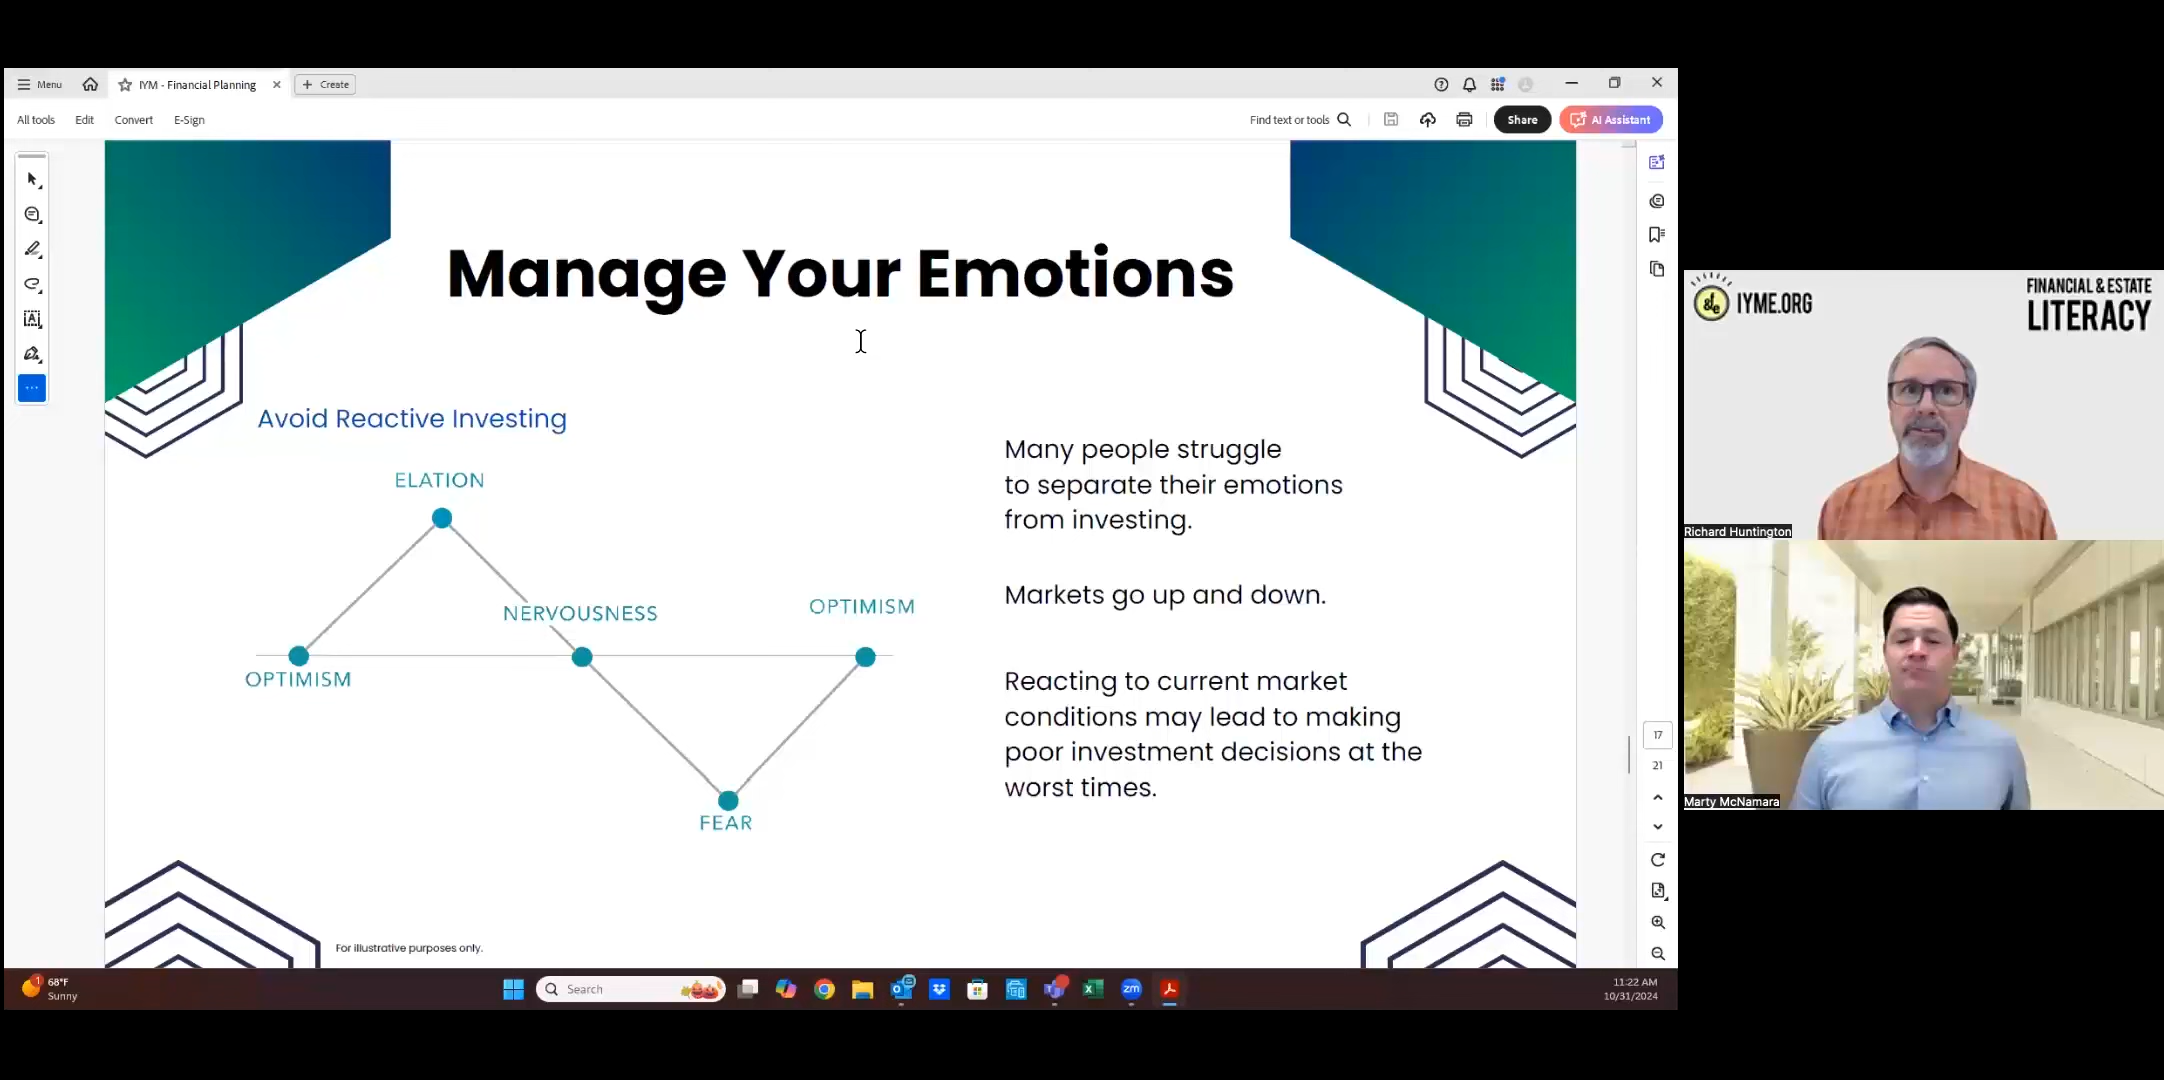 Menu
IYM - Financial Planning
Create
All tools
Edit
Convert
E-Sign
Find text or tools
Share
AI Assistant
Manage Your Emotions
Avoid Reactive Investing
ELATION
NERVOUSNESS
OPTIMISM
OPTIMISM
FEAR
Many people struggle
to separate their emotions
from investing.
Markets go up and down.
Reacting to current market
conditions may lead to making
poor investment decisions at the
worst times.
For illustrative purposes only.
17
21
1
68°F
Sunny
Search
zm
11:22 AM
10/31/2024
IYME.ORG
FINANCIAL & ESTATE
LITERACY
Richard Huntington
Marty McNamara